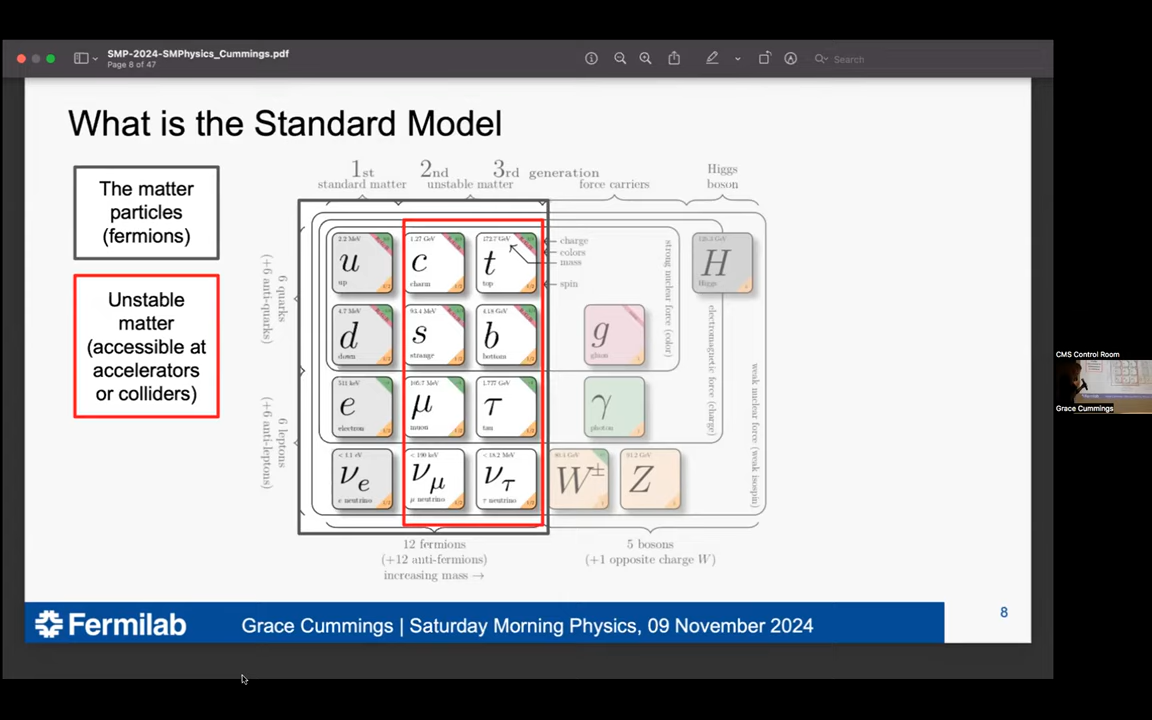 SMP-2024-SMPhysics_Cummings.pdf
Page 8 of 47
Search
What is the Standard Model
The matter
particles
(fermions)
Unstable
matter
(accessible at
accelerators
or colliders)
1st 2nd 3rd generation
standard matter unstable matter force carriers
Higgs
boson
6 quarks
(+6 anti-quarks)
6 leptons
(+6 anti-leptons)
2.2 MeV
u
up
1.27 GeV
c
charm
172.7 GeV
t
top
charge
colors
mass
spin
H
Higgs
4.7 MeV
d
down
93.4 MeV
s
strange
4.18 GeV
b
bottom
g
gluon
511 keV
e
electron
105.7 MeV
μ
muon
1.777 GeV
τ
tau
γ
photon
< 1.1 eV
νe
e neutrino
< 190 keV
νμ
μ neutrino
< 18.2 MeV
ντ
τ neutrino
80.4 GeV
W±
91.2 GeV
Z
strong nuclear force (color)
electromagnetic force (charge)
weak nuclear force (weak isospin)
12 fermions
(+12 anti-fermions)
increasing mass →
5 bosons
(+1 opposite charge W)
Fermilab
Grace Cummings | Saturday Morning Physics, 09 November 2024
8
CMS Control Room
Grace Cummings